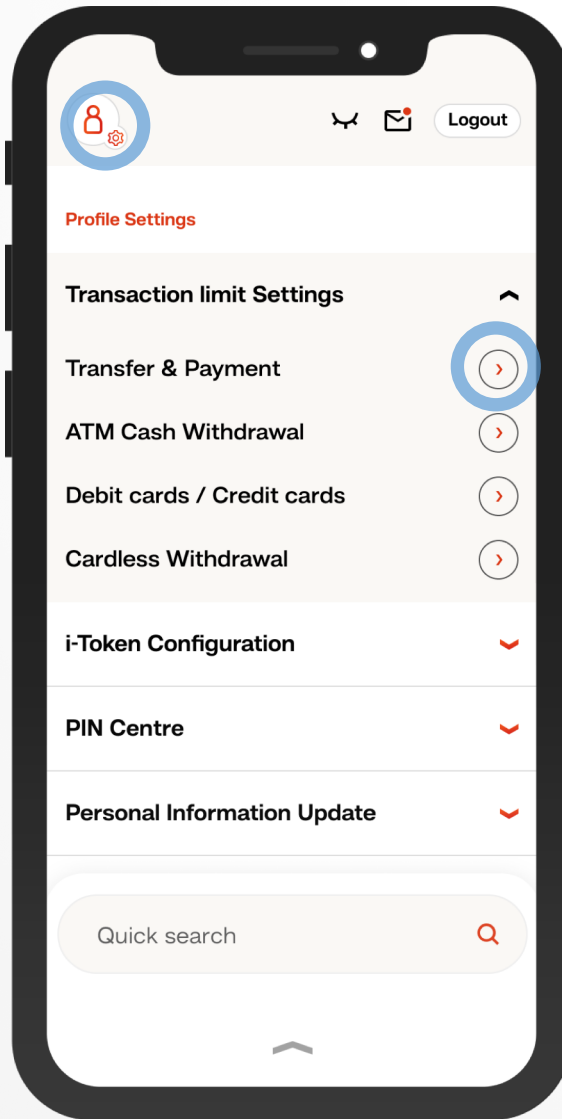 Logout
Profile Settings
Transaction limit Settings
Transfer & Payment
ATM Cash Withdrawal
Debit cards / Credit cards
Cardless Withdrawal
i-Token Configuration
PIN Centre
Personal Information Update
Quick search